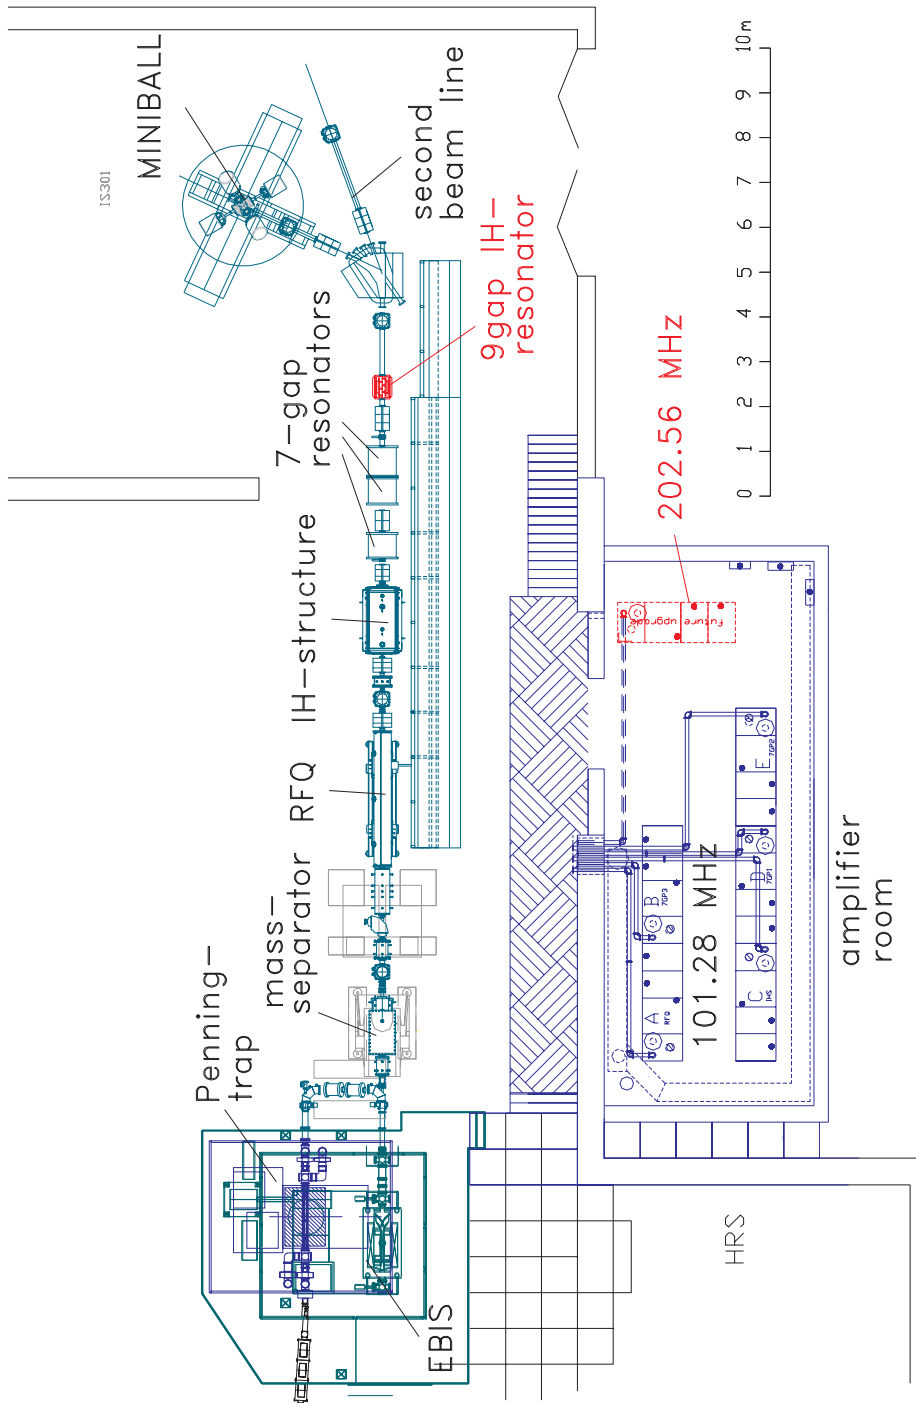 MINIBALL
IS301
second
beam line
9gap IH-
resonator
7-gap
resonators
IH-structure
RFQ
mass-
separator
Penning-
trap
EBIS
10m
9
8
7
6
5
4
3
2
1
0
202.56 MHz
future upgrade
101.28 MHz
A
RFQ
B
7GP3
C
IHS
D
7GP1
E
7GP2
amplifier
room
HRS